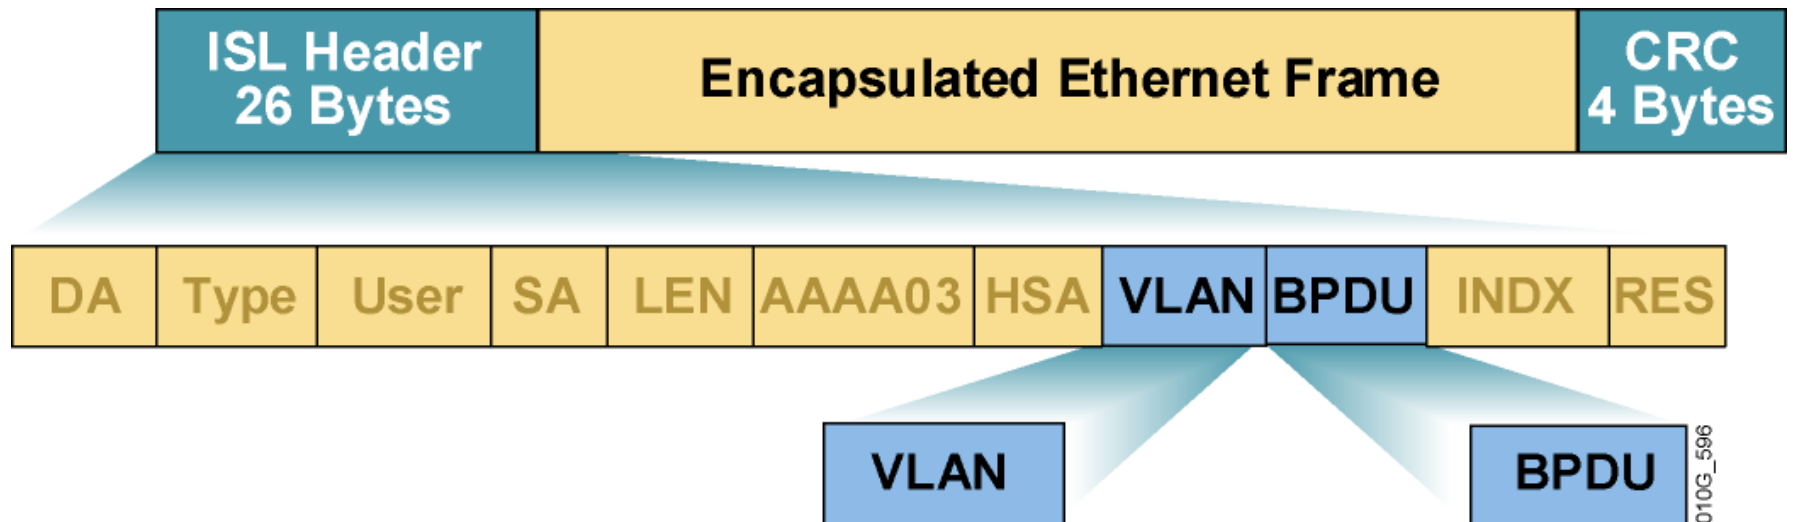 ISL Header
26 Bytes
Encapsulated Ethernet Frame
CRC
4 Bytes
DA
Type
User
SA
LEN
AAAA03
HSA
VLAN
BPDU
INDX
RES
VLAN
BPDU
010G_596